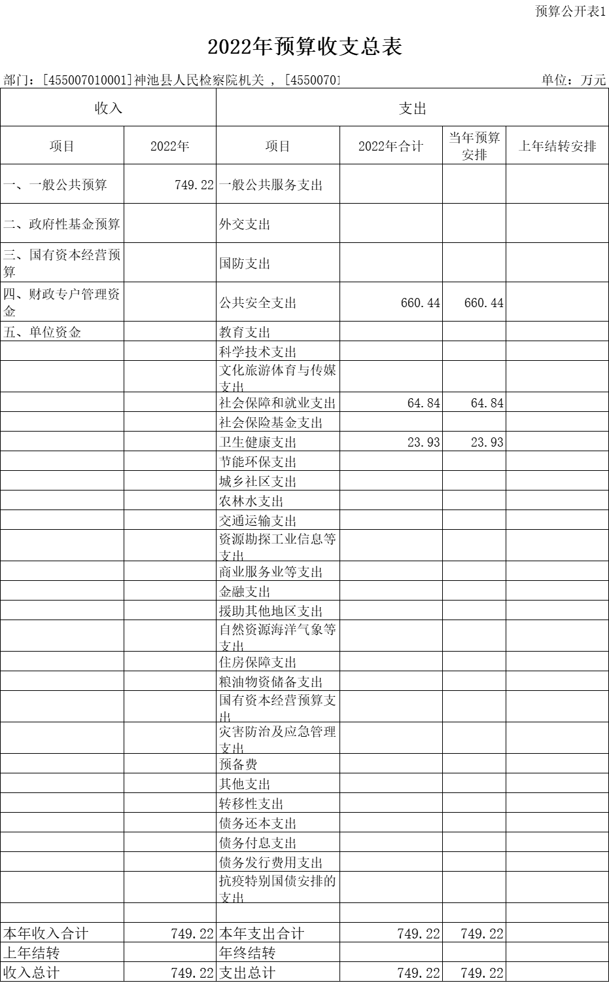 预算公开表1
2022年预算收支总表
部门：[455007010001]神池县人民检察院机关 , [45500701
单位：万元
收入 支出
项目 2022年 项目 2022年合计 当年预算安排 上年结转安排
一、一般公共预算 749.22 一般公共服务支出
二、政府性基金预算 外交支出
三、国有资本经营预算 国防支出
四、财政专户管理资金 公共安全支出 660.44 660.44
五、单位资金 教育支出
科学技术支出
文化旅游体育与传媒支出
社会保障和就业支出 64.84 64.84
社会保险基金支出
卫生健康支出 23.93 23.93
节能环保支出
城乡社区支出
农林水支出
交通运输支出
资源勘探工业信息等支出
商业服务业等支出
金融支出
援助其他地区支出
自然资源海洋气象等支出
住房保障支出
粮油物资储备支出
国有资本经营预算支出
灾害防治及应急管理支出
预备费
其他支出
转移性支出
债务还本支出
债务付息支出
债务发行费用支出
抗疫特别国债安排的支出
本年收入合计 749.22 本年支出合计 749.22 749.22
上年结转 年终结转
收入总计 749.22 支出总计 749.22 749.22